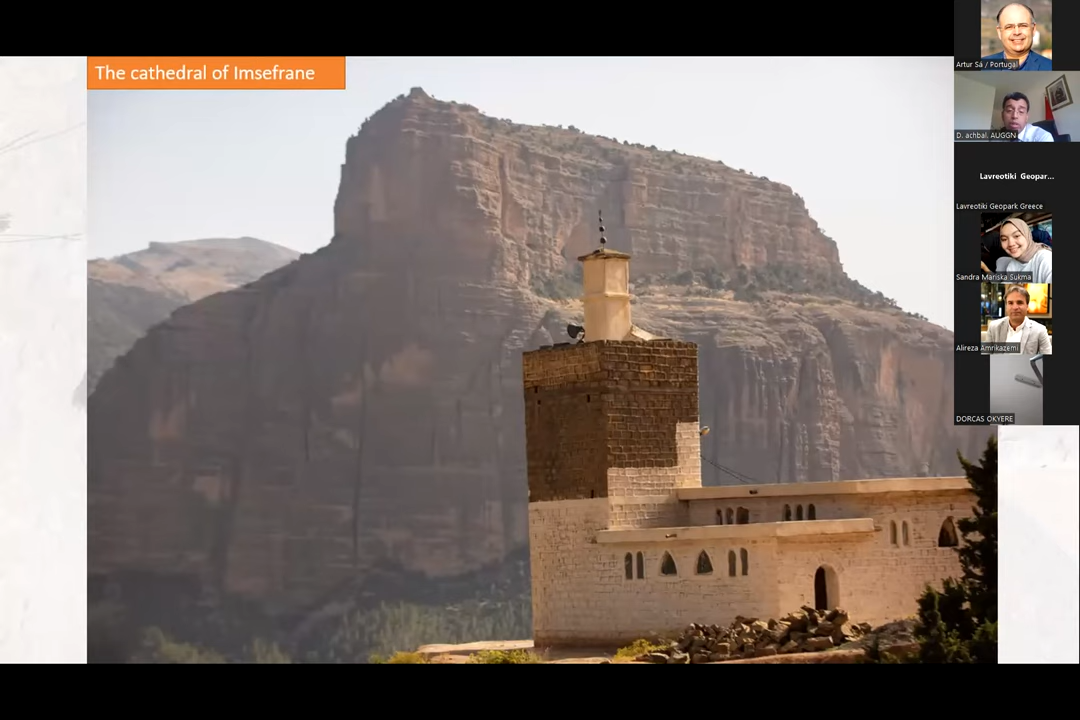 The cathedral of Imsefrane
Artur Sá / Portugal
D. achbal, AUGGN
Lavreotiki Geopar...
Lavreotiki Geopark Greece
Sandra Mariska Sukma
Alireza Amrikazemi
DORCAS OKYERE